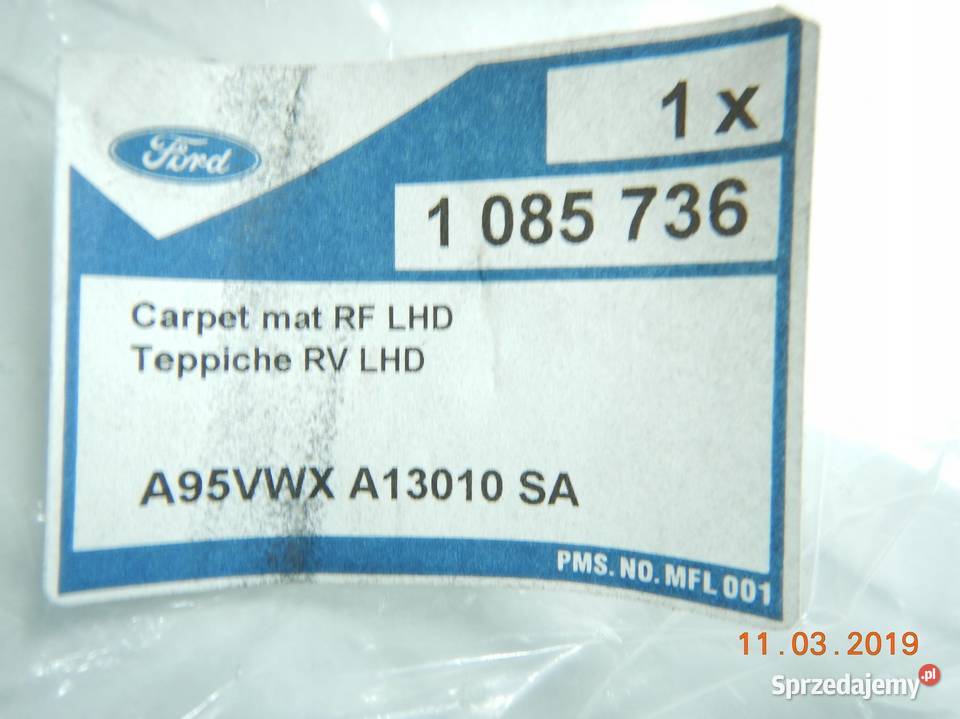 Ford
1 x
1 085 736
Carpet mat RF LHD
Teppiche RV LHD
A95VWX A13010 SA
PMS. NO. MFL 001
11.03.2019
Sprzedajemy.pl